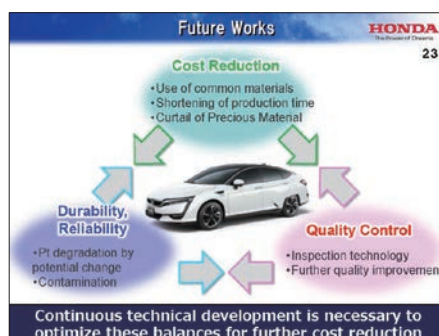 Future Works
HONDA
The Power of Dreams
23
Cost Reduction
•Use of common materials
•Shortening of production time
•Curtail of Precious Material
Durability,
Reliability
•Pt degradation by
potential change
•Contamination
Quality Control
•Inspection technology
•Further quality improvemen
Continuous technical development is necessary to
optimize these balances for further cost reduction